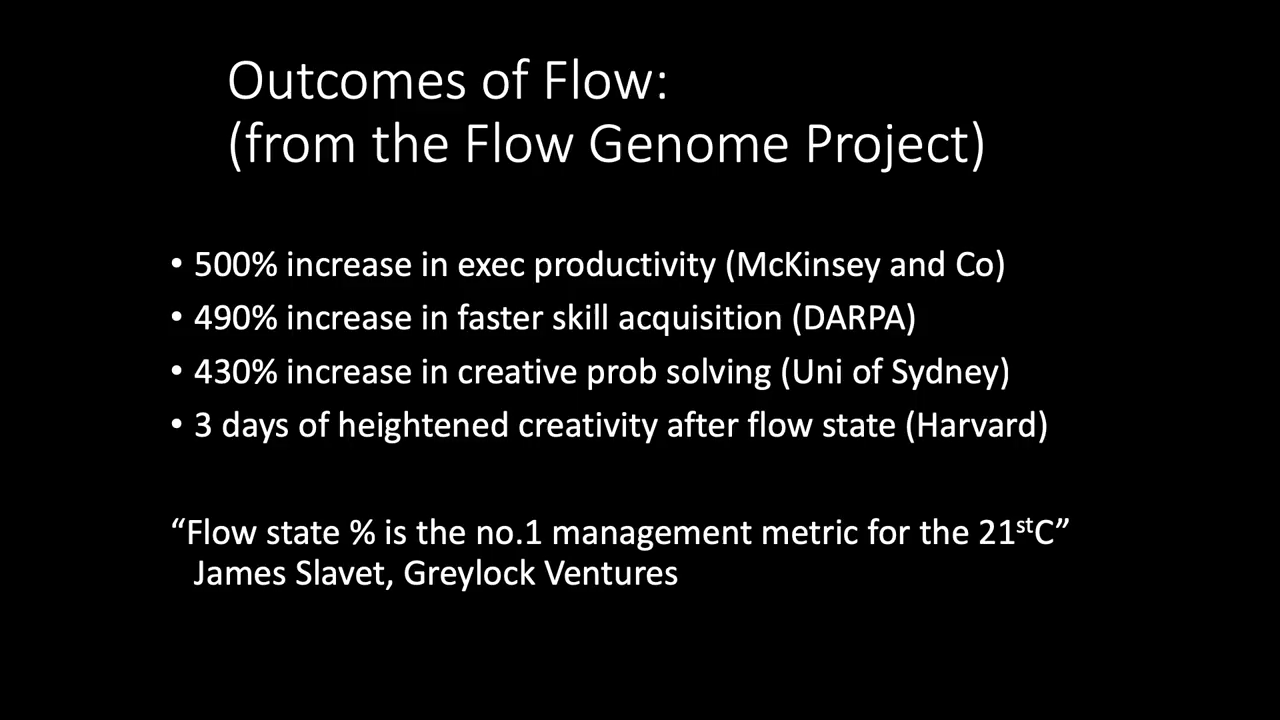 Outcomes of Flow:
(from the Flow Genome Project)
• 500% increase in exec productivity (McKinsey and Co)
• 490% increase in faster skill acquisition (DARPA)
• 430% increase in creative prob solving (Uni of Sydney)
• 3 days of heightened creativity after flow state (Harvard)
“Flow state % is the no.1 management metric for the 21stC”
James Slavet, Greylock Ventures